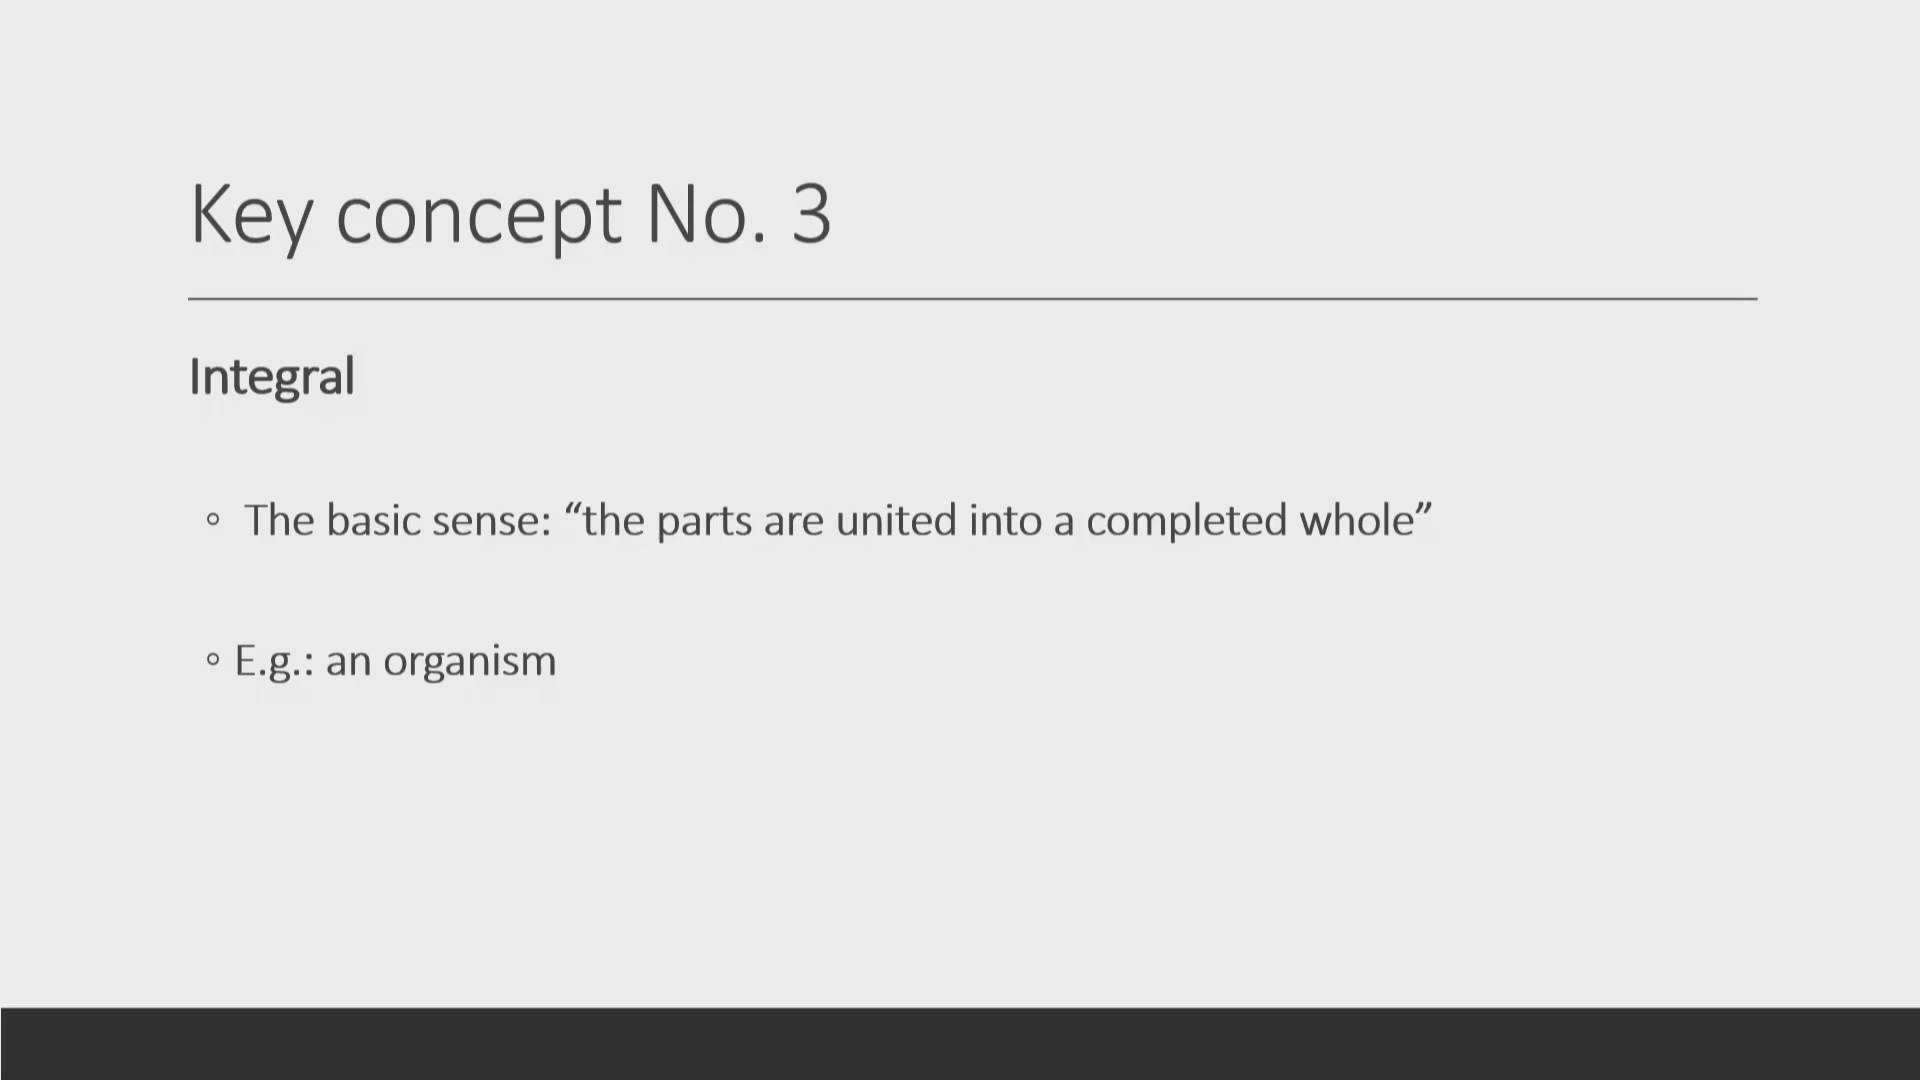 Key concept No. 3
Integral
◦ The basic sense: “the parts are united into a completed whole”
◦ E.g.: an organism